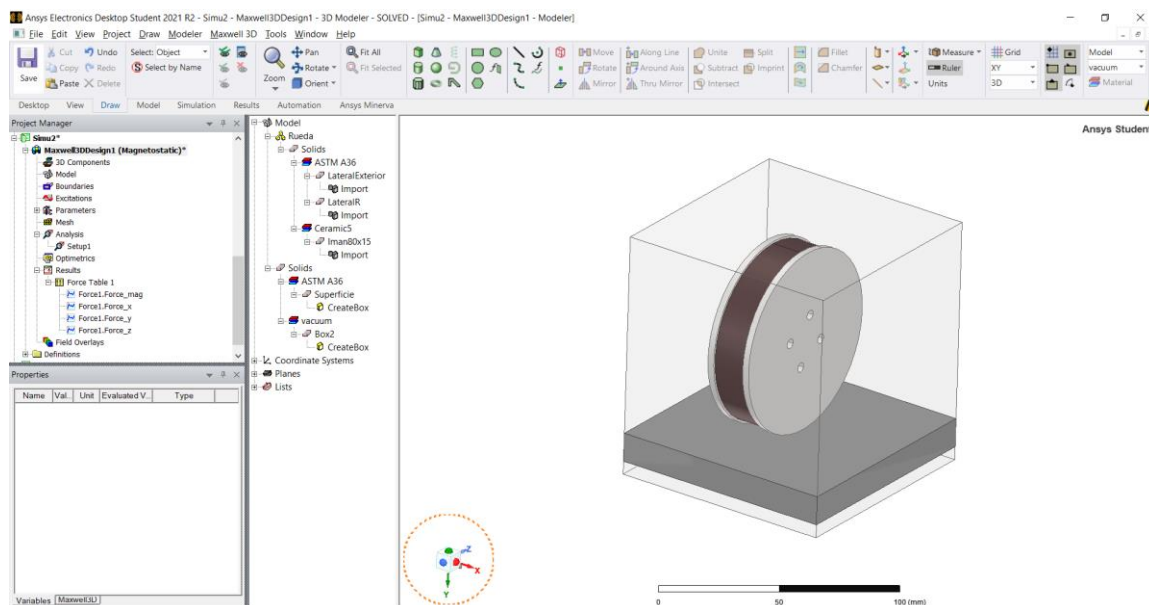 Ansys Electronics Desktop Student 2021 R2 - Simu2 - Maxwell3DDesign1 - 3D Modeler - SOLVED - [Simu2 - Maxwell3DDesign1 - Modeler]
File Edit View Project Draw Modeler Maxwell 3D Tools Window Help
Save
Cut
Copy
Paste
Undo
Redo
Delete
Select: Object
Select by Name
Zoom
Pan
Rotate
Orient
Fit All
Fit Selected
Move
Rotate
Mirror
Along Line
Around Axis
Thru Mirror
Unite
Subtract
Intersect
Split
Imprint
Fillet
Chamfer
Measure
Ruler
Units
Grid
XY
3D
Model
vacuum
Material
Desktop View Draw Model Simulation Results Automation Ansys Minerva
Project Manager
Simu2*
Maxwell3DDesign1 (Magnetostatic)*
3D Components
Model
Boundaries
Excitations
Parameters
Mesh
Analysis
Setup1
Optimetrics
Results
Force Table 1
Force1.Force_mag
Force1.Force_x
Force1.Force_y
Force1.Force_z
Field Overlays
Definitions
Properties
Name Val... Unit Evaluated V... Type
Variables Maxwell3D
Model
Rueda
Solids
ASTM A36
LateralExterior
Import
LateralR
Import
Ceramic5
Iman80x15
Import
Solids
ASTM A36
Superficie
CreateBox
vacuum
Box2
CreateBox
Coordinate Systems
Planes
Lists
Ansys Student
Z
X
Y
0 50 100 (mm)